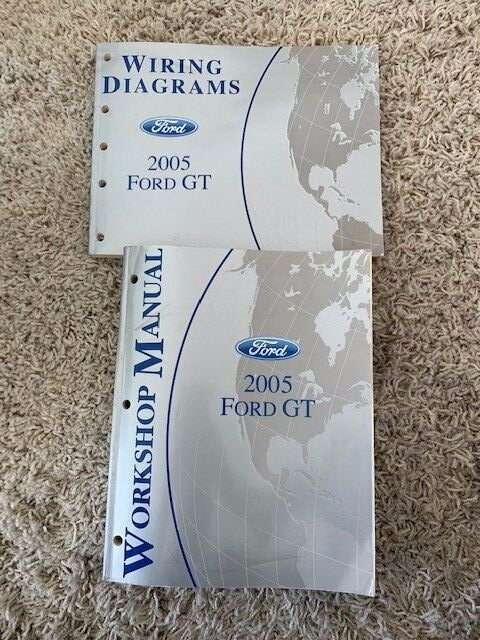 WIRING
DIAGRAMS
Ford
2005
FORD GT
WORKSHOP MANUAL
Ford
2005
FORD GT